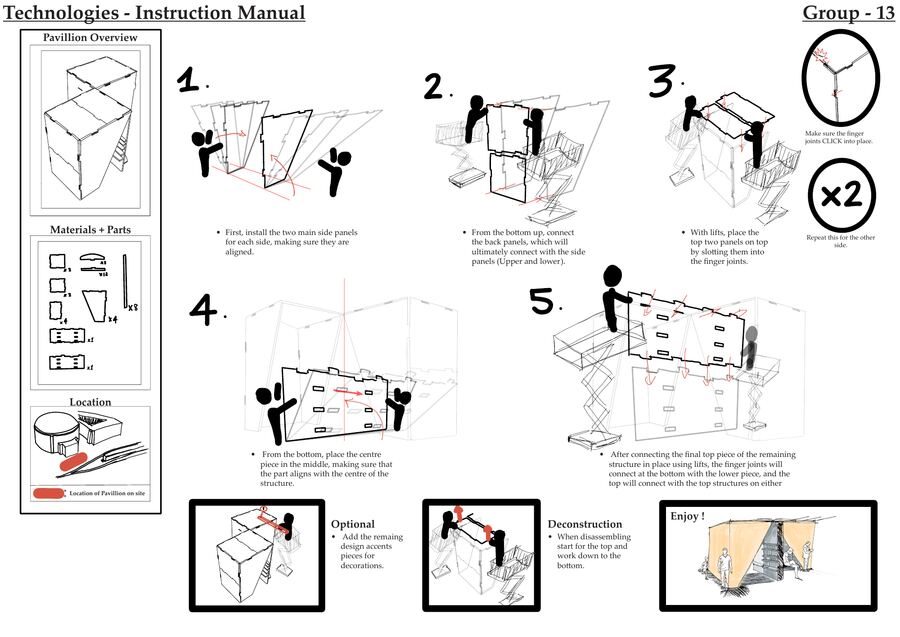 Technologies - Instruction Manual
Group - 13
Pavillion Overview
Materials + Parts
x4
x4
x8
x1
x1
Location
Location of Pavillion on site
1.
• First, install the two main side panels
for each side, making sure they are
aligned.
2.
• From the bottom up, connect
the back panels, which will
ultimately connect with the side
panels (Upper and lower).
3.
• With lifts, place the
top two panels on top
by slotting them into
the finger joints.
Make sure the finger
joints CLICK into place.
x2
Repeat this for the other
side.
4.
• From the bottom, place the centre
piece in the middle, making sure that
the part aligns with the centre of the
structure.
5.
• After connecting the final top piece of the remaining
structure in place using lifts, the finger joints will
connect at the bottom with the lower piece, and the
top will connect with the top structures on either
Optional
• Add the remaing
design accents
pieces for
decorations.
Deconstruction
• When disassembling
start for the top and
work down to the
bottom.
Enjoy !